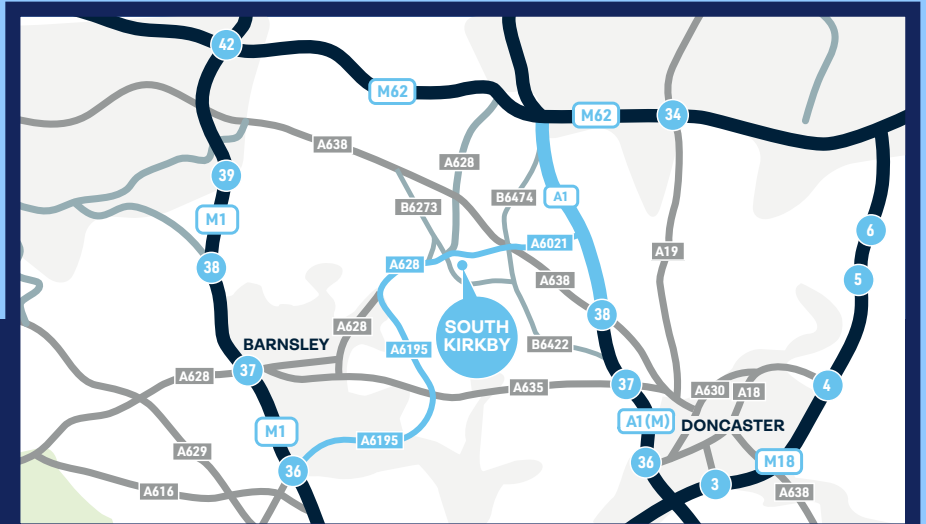 42
M62
M62
34
A638
A628
39
B6273
B6474
A1
M1
6
A6021
A19
38
A628
5
A638
38
A628
SOUTH
KIRKBY
BARNSLEY
A6195
B6422
37
A628
A635
37
A630
A18
4
A1(M)
DONCASTER
M1
A6195
A629
36
36
M18
3
A616
A638